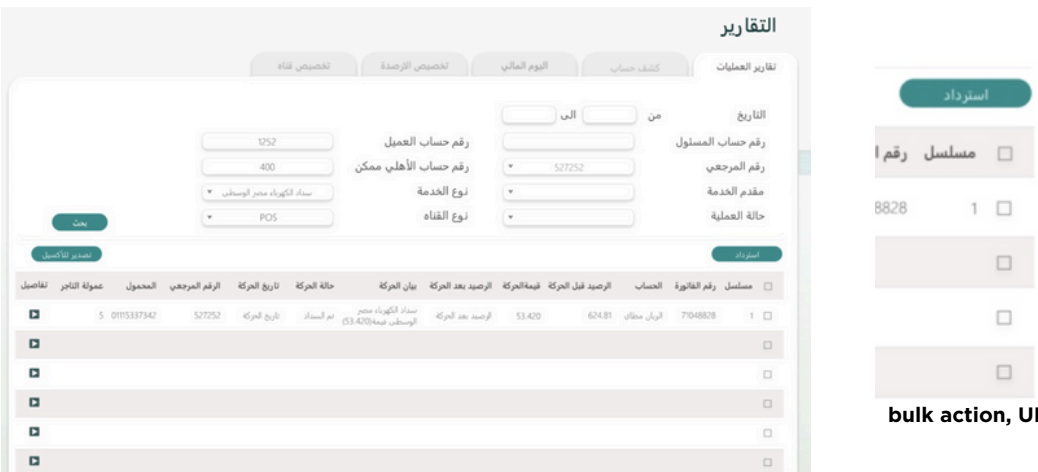 التقارير
تقارير العمليات كشف حساب اليوم المالي تخصيص الارصدة تخصيص قناه
التاريخ من الى
رقم حساب المسئول رقم حساب العميل 1252
رقم المرجعي 527252 رقم حساب الأهلي ممكن 400
مقدم الخدمة نوع الخدمة سداد الكهرباء مصر الوسطى
حالة العملية نوع القناه POS
بحث
استرداد تصدير للأكسيل
مسلسل رقم الفاتورة الحساب الرصيد قبل الحركة قيمةالحركة الرصيد بعد الحركة بيان الحركة حالة الحركة تاريخ الحركة الرقم المرجعي المحمول عمولة التاجر تفاصيل
1 71048828 الريان مطاي 624.81 53.420 الرصيد بعد الحركة سداد الكهرباء مصر الوسطى قيمة(53.420) تم السداد تاريخ الحركة 527252 01115337342 5
استرداد
مسلسل رقم ا
1 8828
bulk action, UI